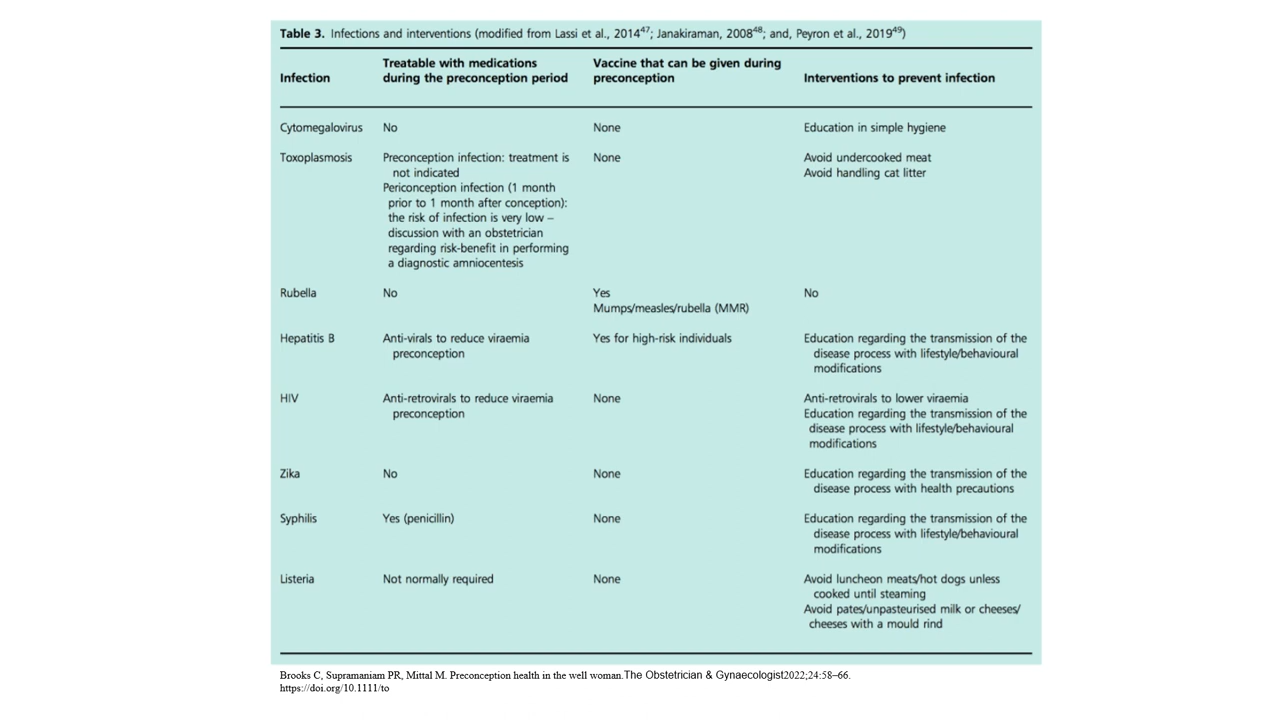 Table 3. Infections and interventions (modified from Lassi et al., 201447; Janakiraman, 200848; and, Peyron et al., 201949)
Infection
Treatable with medications
during the preconception period
Vaccine that can be given during
preconception
Interventions to prevent infection
Cytomegalovirus
No
None
Education in simple hygiene
Toxoplasmosis
Preconception infection: treatment is
not indicated
Periconception infection (1 month
prior to 1 month after conception):
the risk of infection is very low –
discussion with an obstetrician
regarding risk-benefit in performing
a diagnostic amniocentesis
None
Avoid undercooked meat
Avoid handling cat litter
Rubella
No
Yes
Mumps/measles/rubella (MMR)
No
Hepatitis B
Anti-virals to reduce viraemia
preconception
Yes for high-risk individuals
Education regarding the transmission of the
disease process with lifestyle/behavioural
modifications
HIV
Anti-retrovirals to reduce viraemia
preconception
None
Anti-retrovirals to lower viraemia
Education regarding the transmission of the
disease process with lifestyle/behavioural
modifications
Zika
No
None
Education regarding the transmission of the
disease process with health precautions
Syphilis
Yes (penicillin)
None
Education regarding the transmission of the
disease process with lifestyle/behavioural
modifications
Listeria
Not normally required
None
Avoid luncheon meats/hot dogs unless
cooked until steaming
Avoid pates/unpasteurised milk or cheeses/
cheeses with a mould rind
Brooks C, Supramaniam PR, Mittal M. Preconception health in the well woman.The Obstetrician & Gynaecologist2022;24:58–66.
https://doi.org/10.1111/to